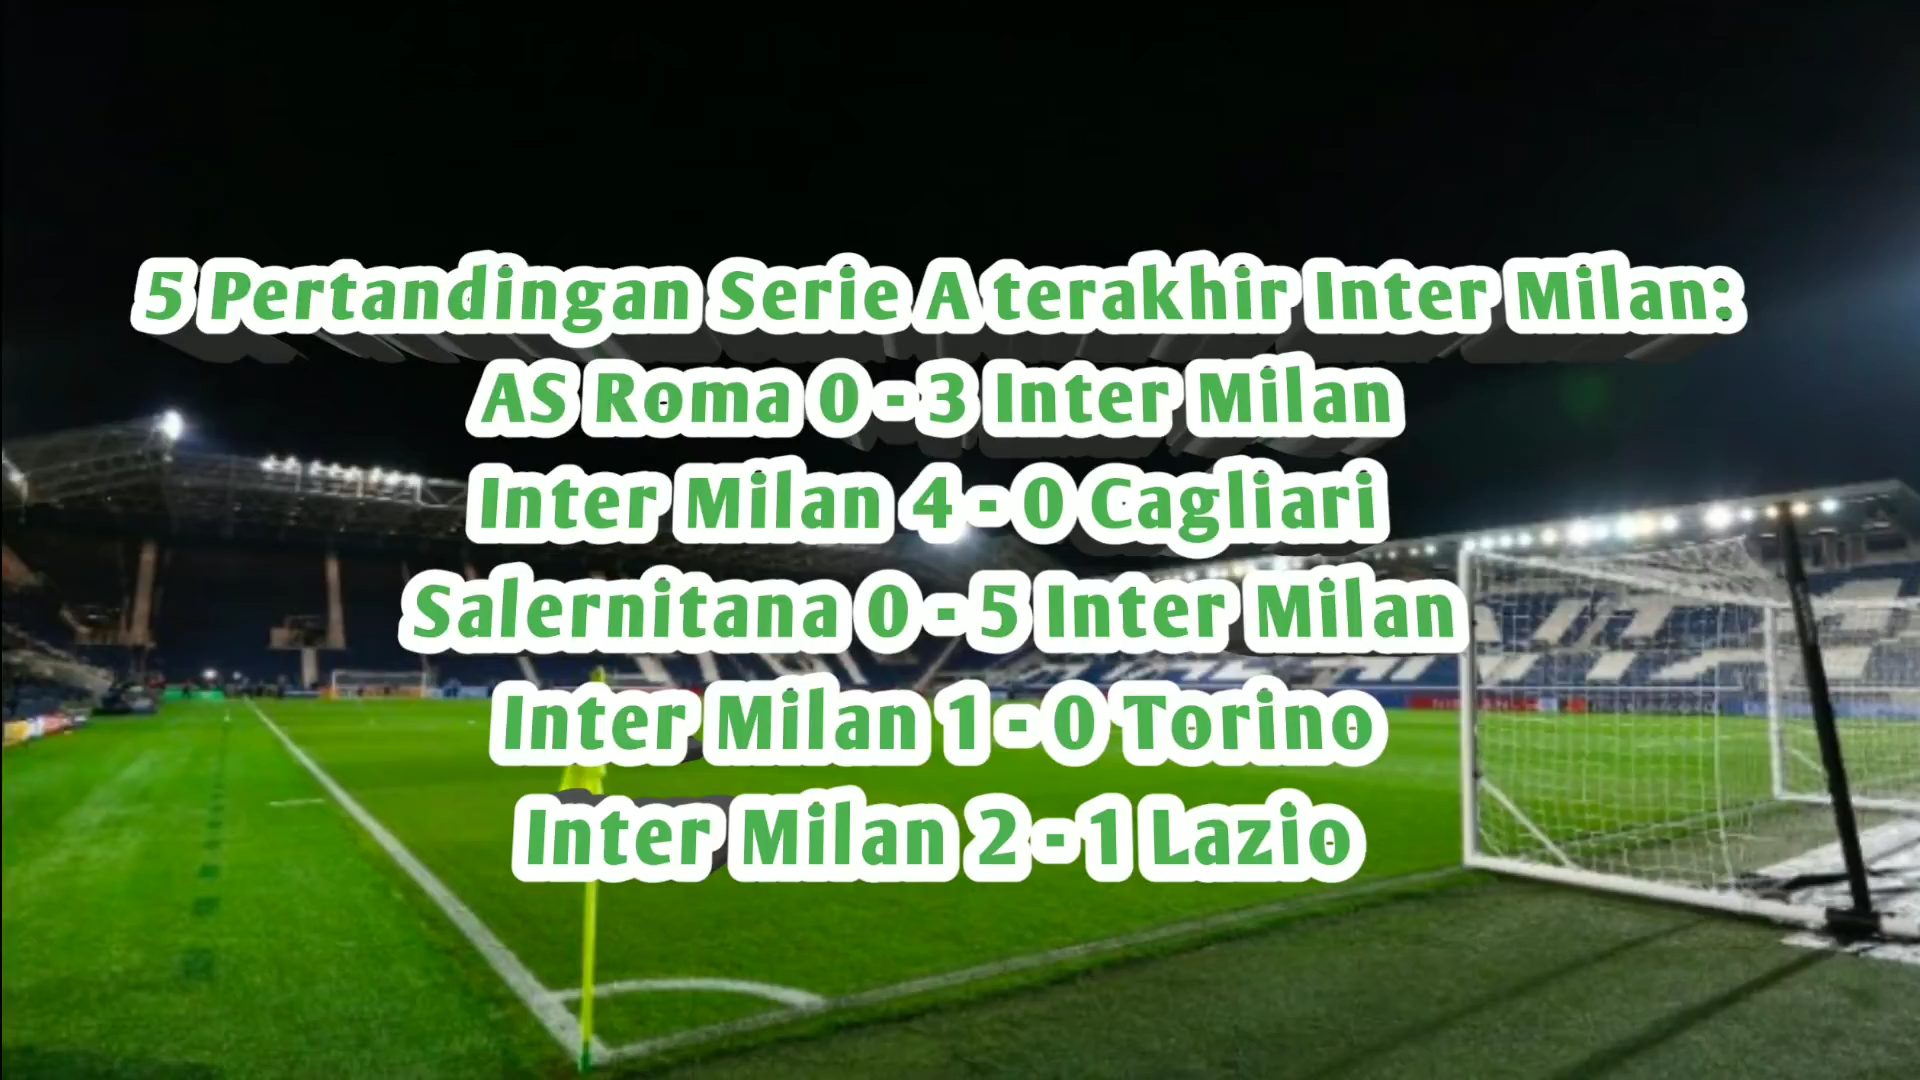 5 Pertandingan Serie A terakhir Inter Milan:
AS Roma 0 - 3 Inter Milan
Inter Milan 4 - 0 Cagliari
Salernitana 0 - 5 Inter Milan
Inter Milan 1 - 0 Torino
Inter Milan 2 - 1 Lazio